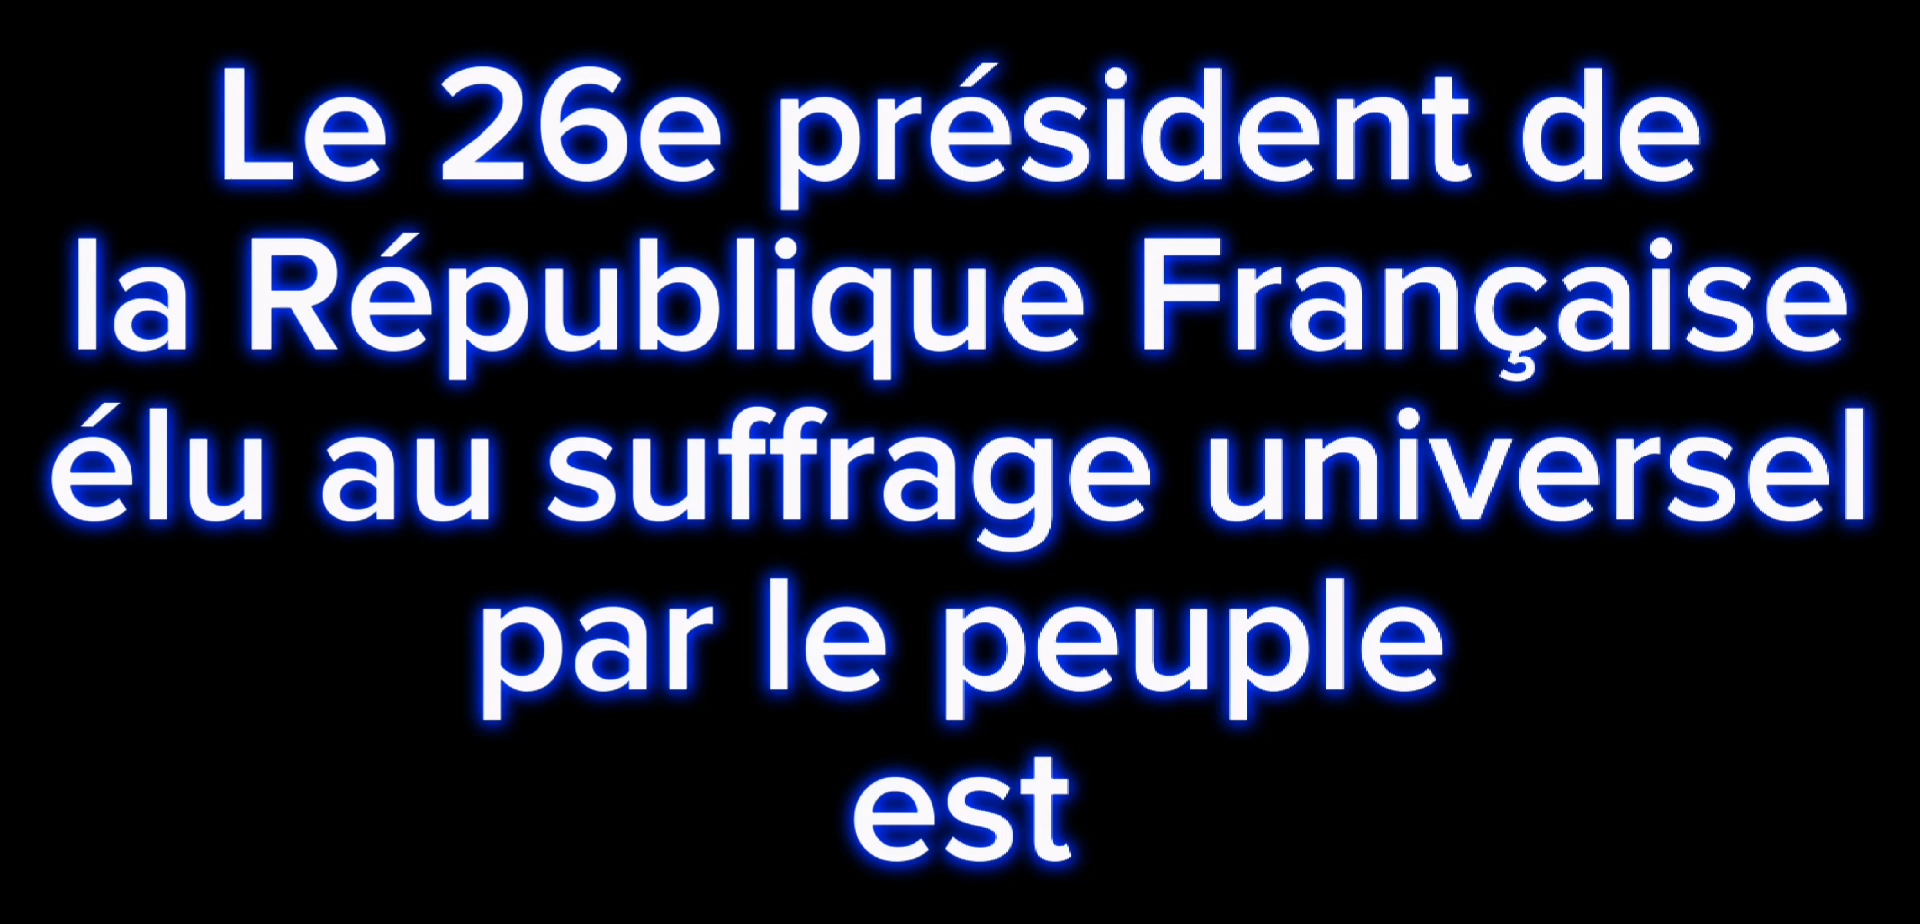 Le 26e président de
la République Française
élu au suffrage universel
par le peuple
est